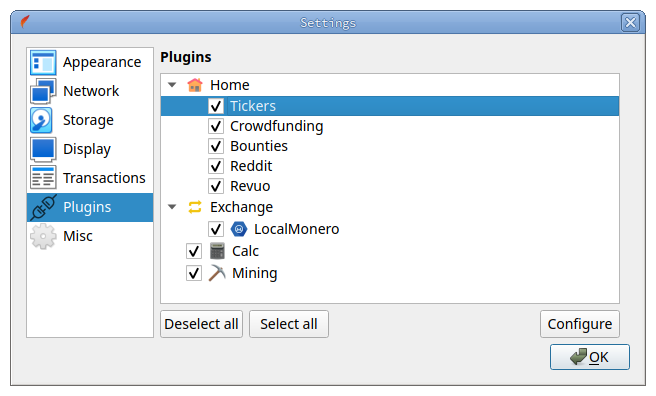 Settings
Appearance
Network
Storage
Display
Transactions
Plugins
Misc
Plugins
Home
Tickers
Crowdfunding
Bounties
Reddit
Revuo
Exchange
LocalMonero
Calc
Mining
Deselect all
Select all
Configure
OK